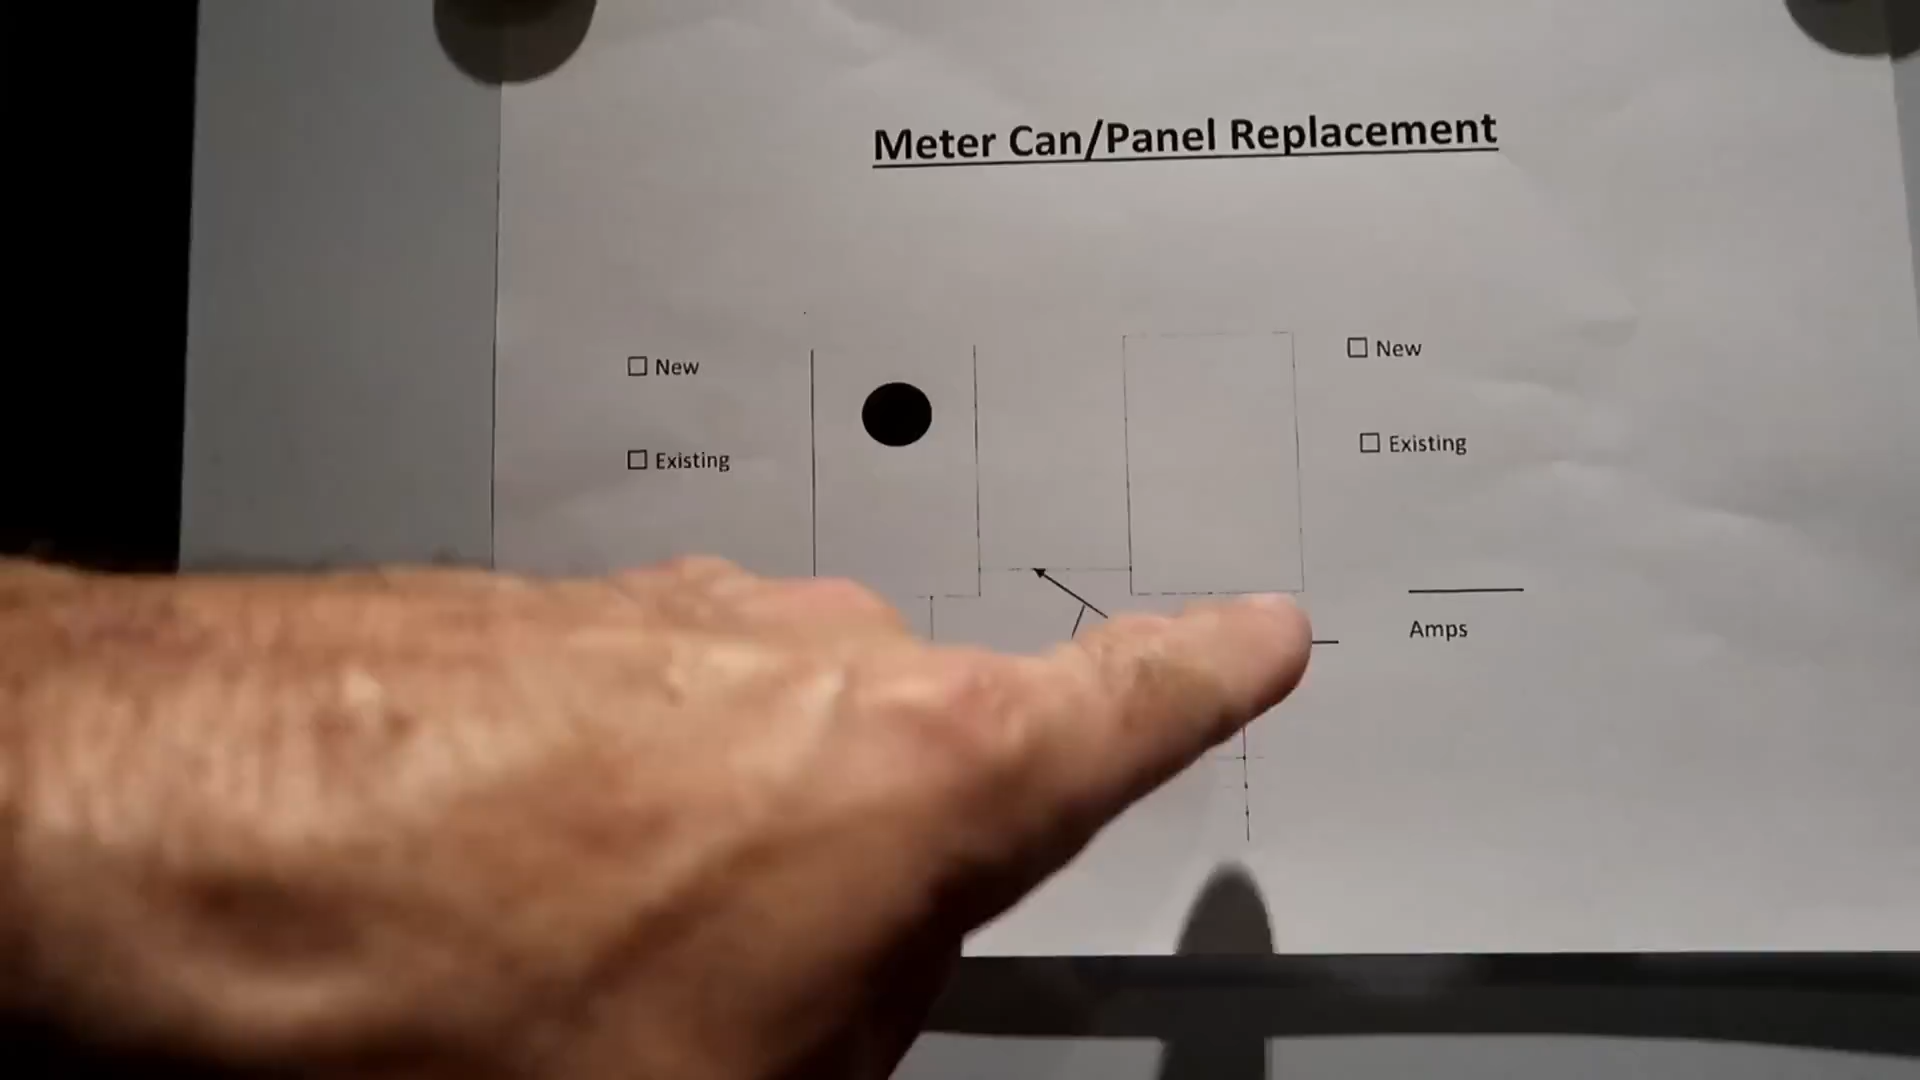 Meter Can/Panel Replacement
☐ New
☐ New
☐ Existing
☐ Existing
Amps